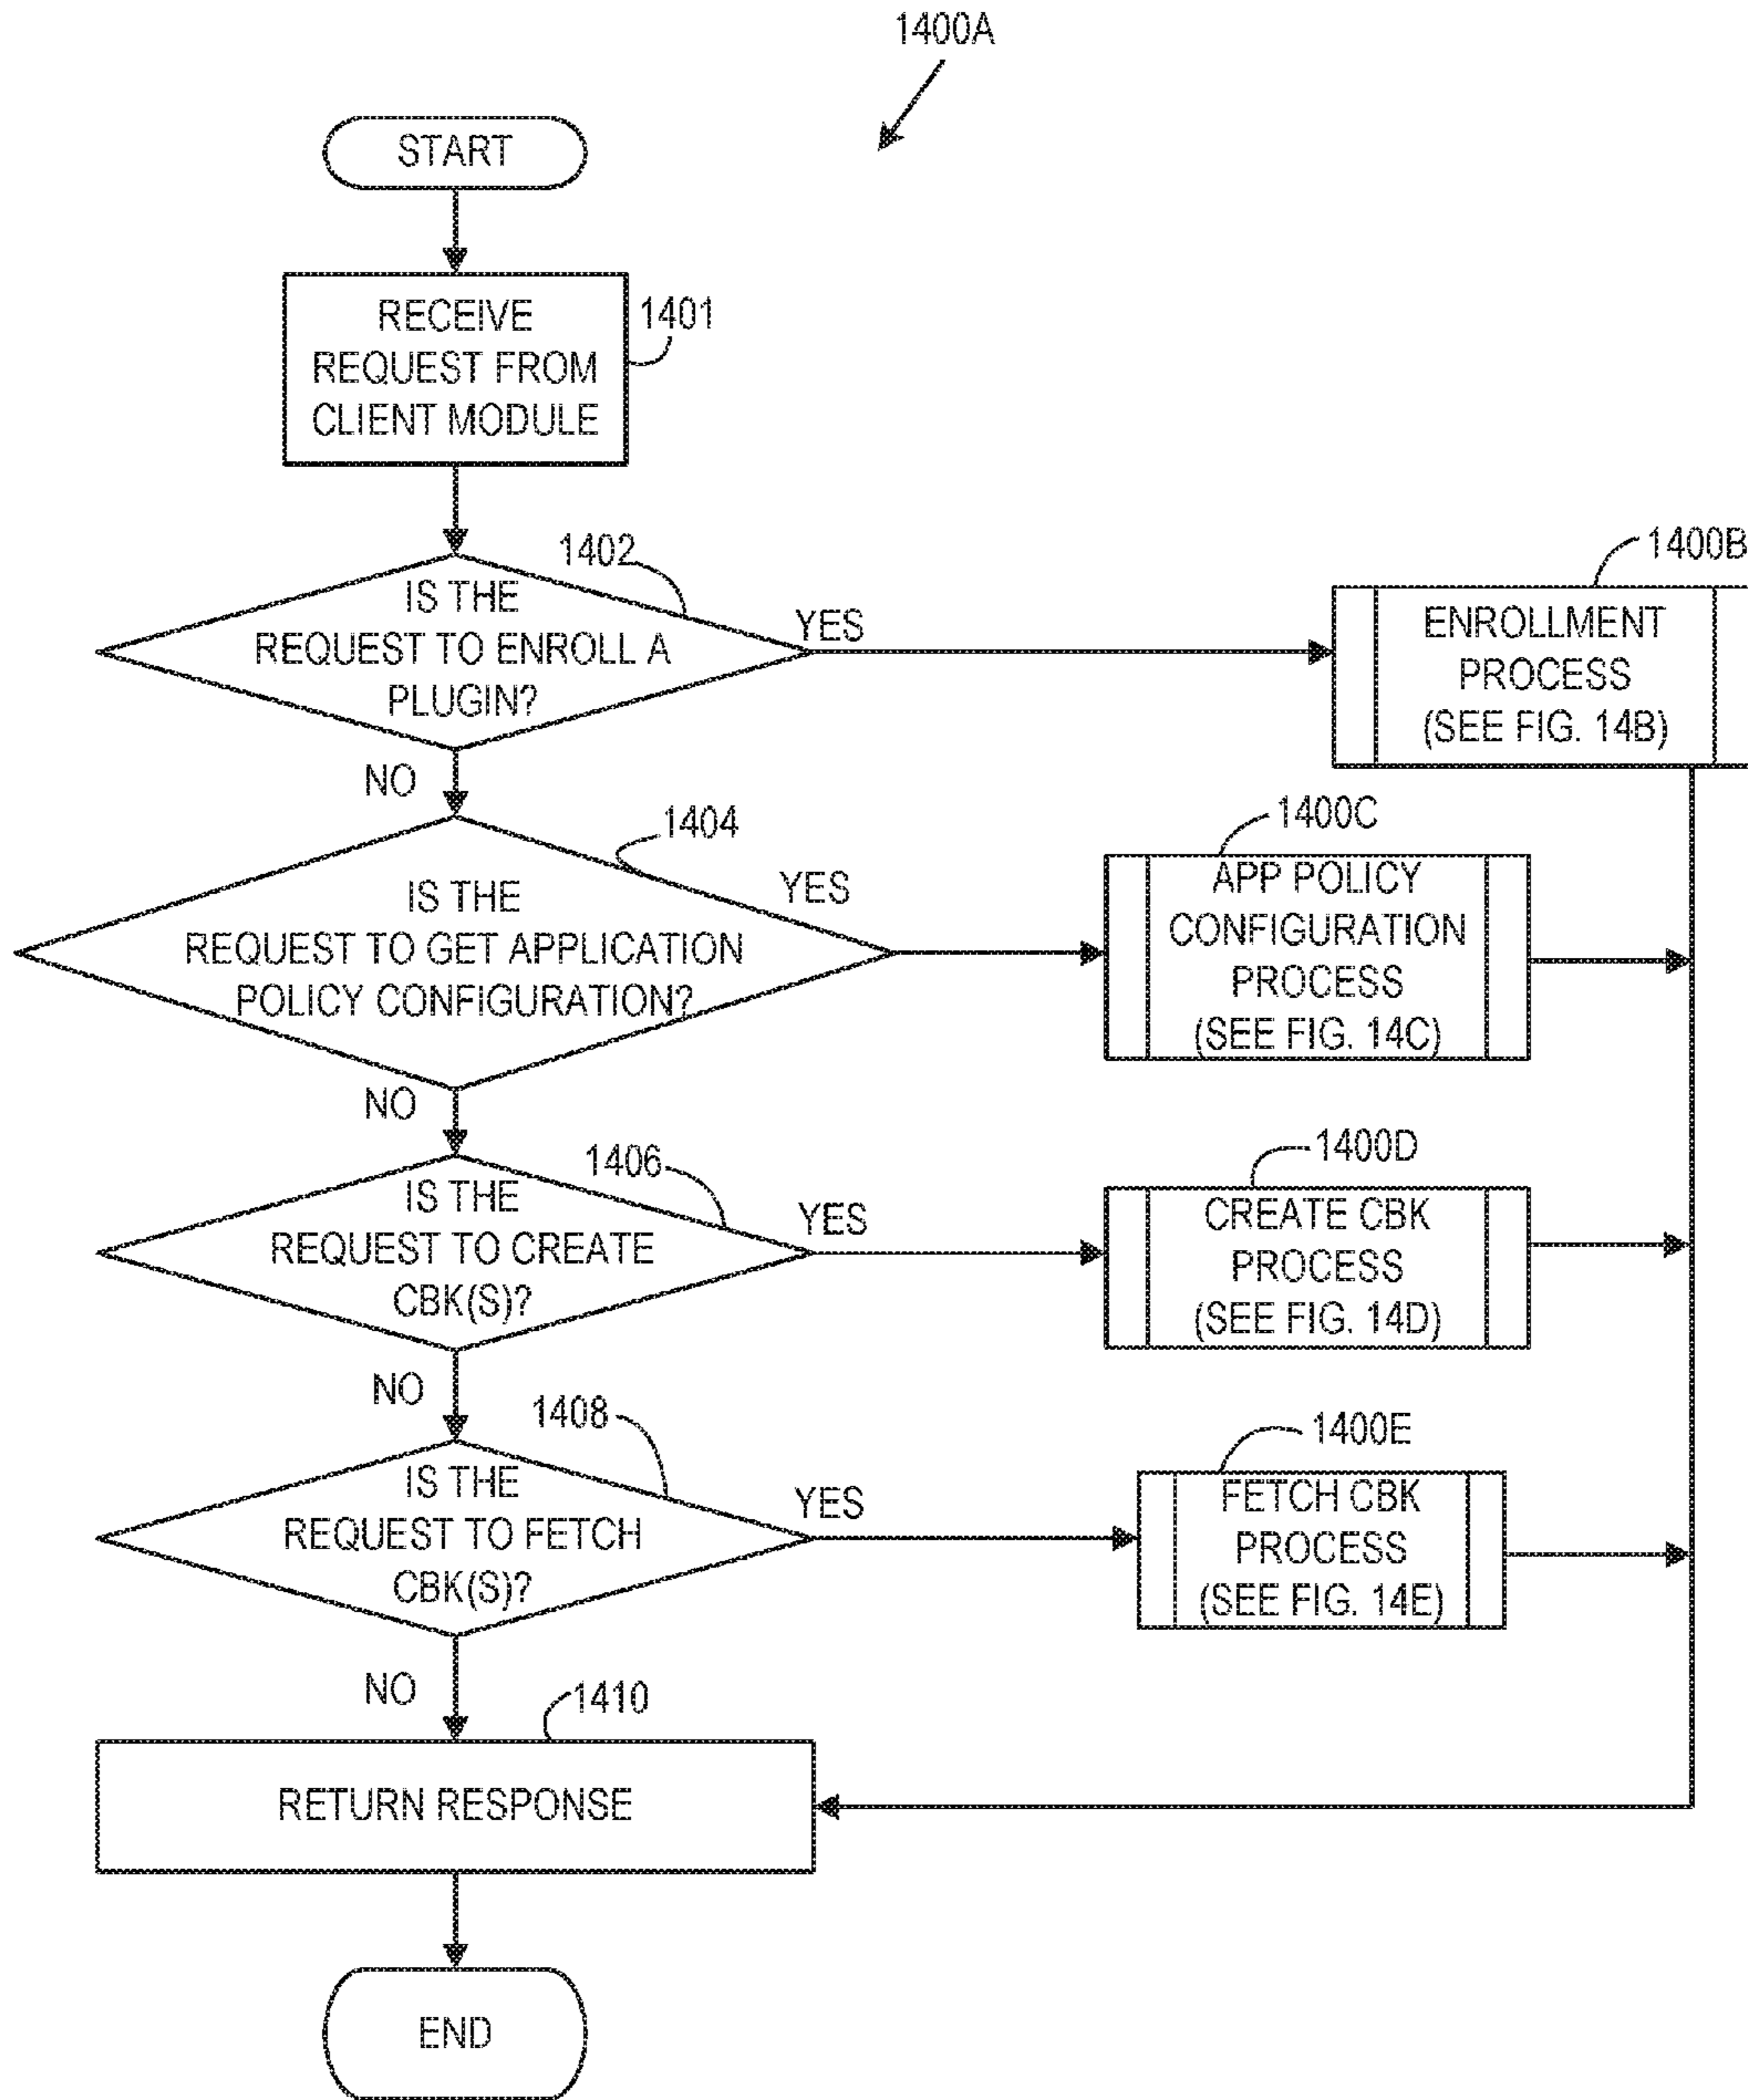 1400A
START
RECEIVE
REQUEST FROM
CLIENT MODULE
1401
1402
IS THE
REQUEST TO ENROLL A
PLUGIN?
YES
NO
1400B
ENROLLMENT
PROCESS
(SEE FIG. 14B)
1404
IS THE
REQUEST TO GET APPLICATION
POLICY CONFIGURATION?
YES
NO
1400C
APP POLICY
CONFIGURATION
PROCESS
(SEE FIG. 14C)
1406
IS THE
REQUEST TO CREATE
CBK(S)?
YES
NO
1400D
CREATE CBK
PROCESS
(SEE FIG. 14D)
1408
IS THE
REQUEST TO FETCH
CBK(S)?
YES
NO
1400E
FETCH CBK
PROCESS
(SEE FIG. 14E)
1410
RETURN RESPONSE
END